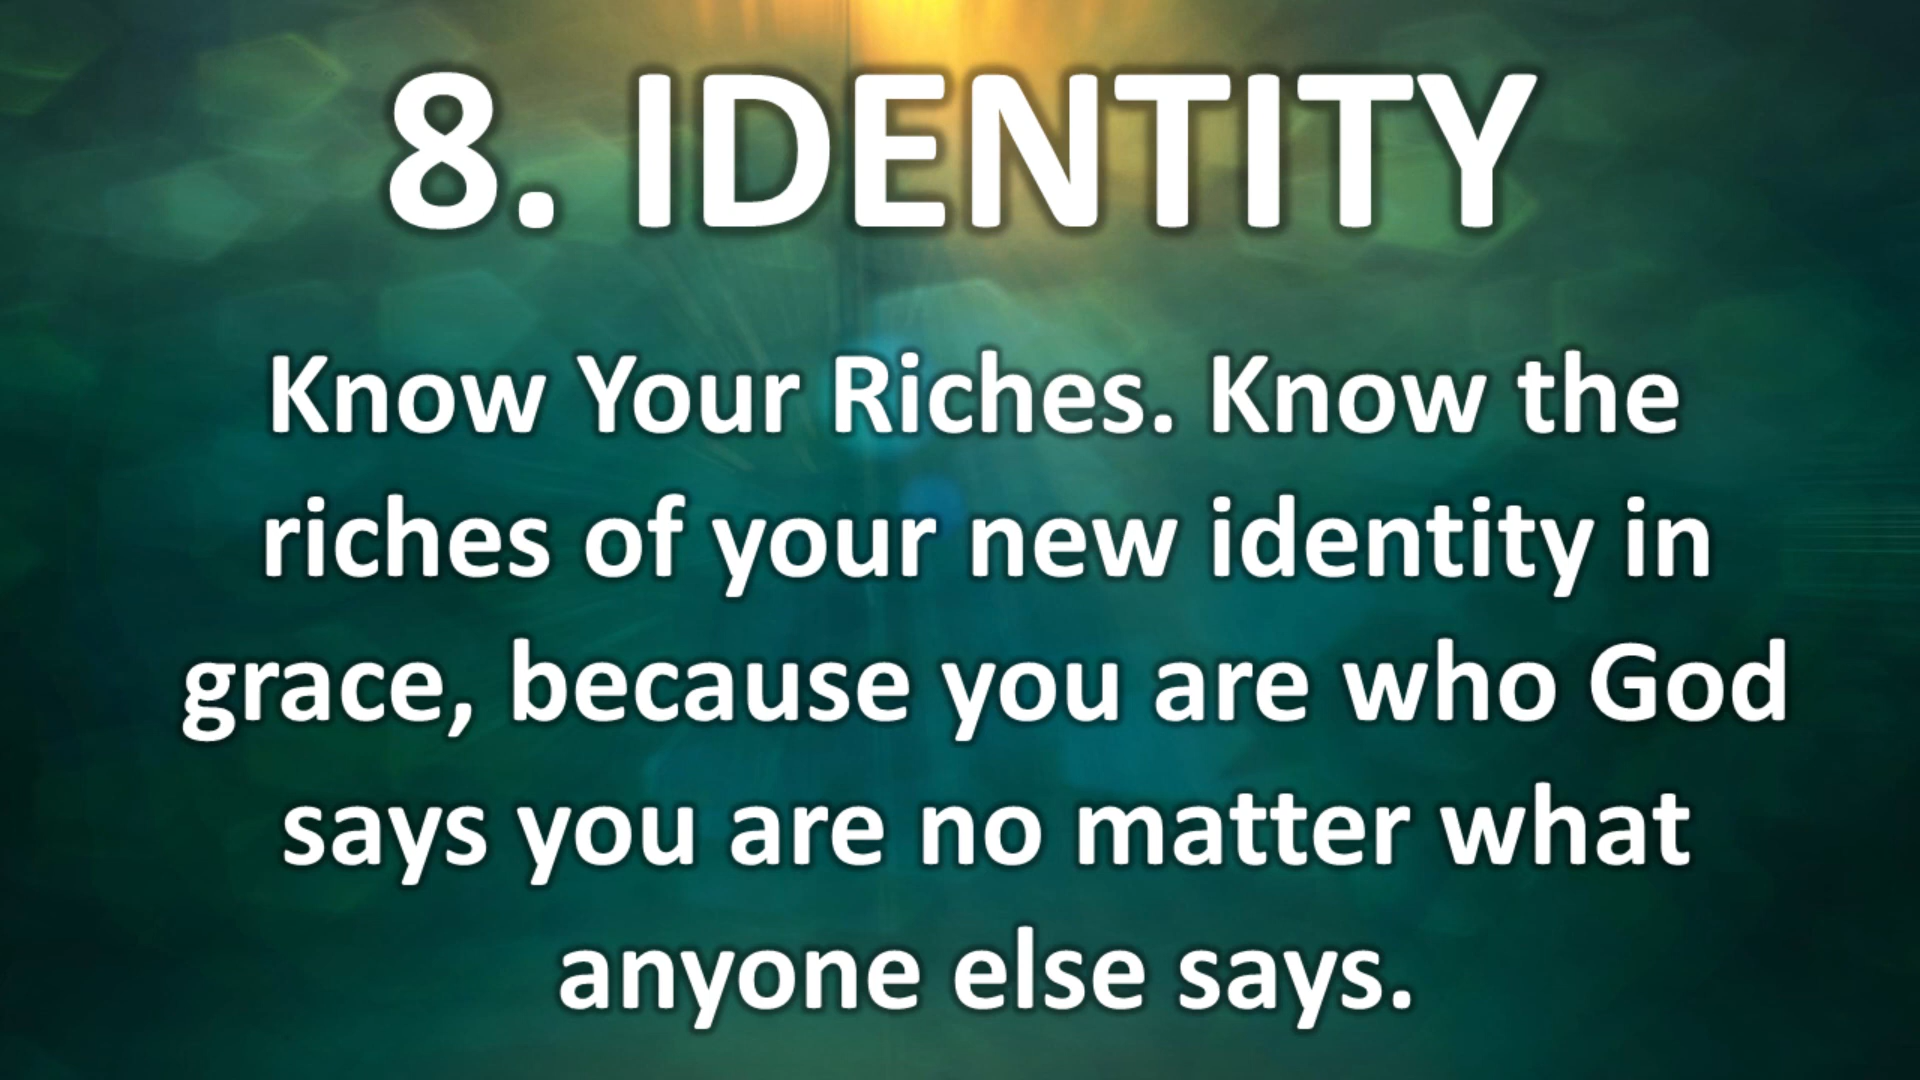 8. IDENTITY
Know Your Riches. Know the
riches of your new identity in
grace, because you are who God
says you are no matter what
anyone else says.